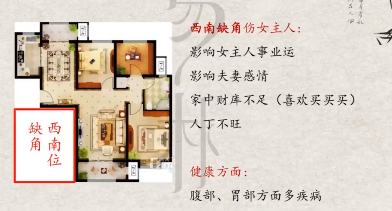 西南缺角伤女主人：
影响女主人事业运
影响夫妻感情
家中财库不足（喜欢买买买）
人丁不旺
健康方面：
腹部、胃部方面多疾病
西南位
缺角